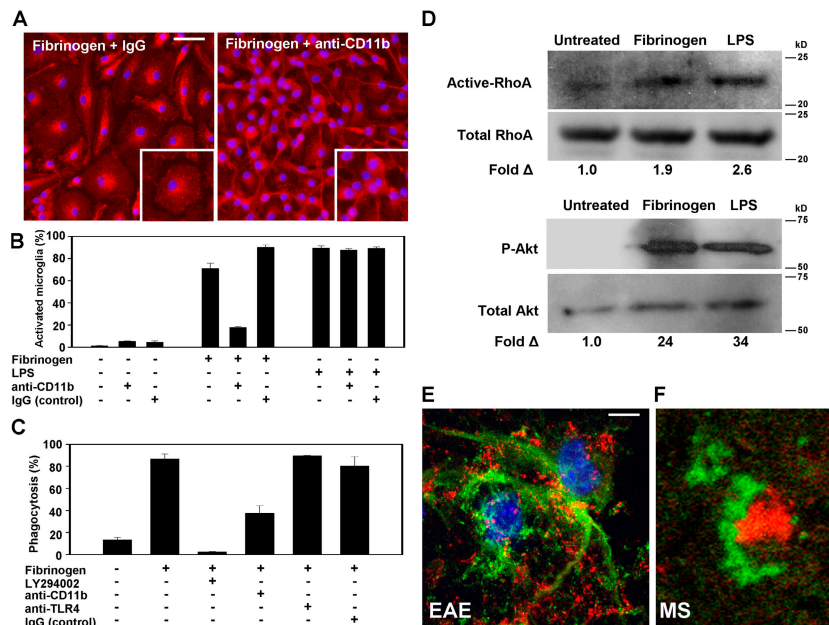 A
Fibrinogen + IgG
Fibrinogen + anti-CD11b
B
Activated microglia (%)
100
80
60
40
20
0
Fibrinogen - - - + + + - - -
LPS - - - - - - + + +
anti-CD11b - + - - + - - + -
IgG (control) - - + - - + - - +
C
Phagocytosis (%)
100
80
60
40
20
0
Fibrinogen - + + + + +
LY294002 - - + - - -
anti-CD11b - - - + - -
anti-TLR4 - - - - + -
IgG (control) - - - - - +
D
Untreated Fibrinogen LPS kD
Active-RhoA
25
20
Total RhoA
25
20
Fold Δ 1.0 1.9 2.6
Untreated Fibrinogen LPS kD
P-Akt
75
50
Total Akt
75
50
Fold Δ 1.0 24 34
E
EAE
F
MS